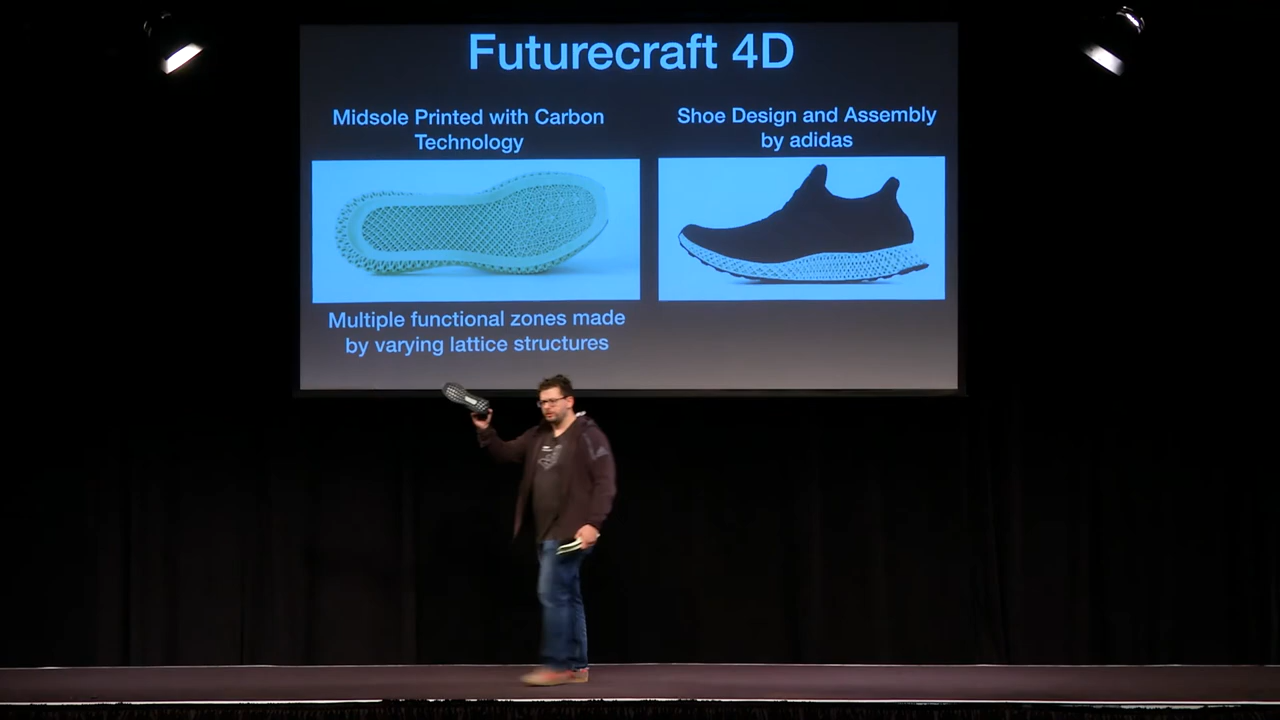 Futurecraft 4D
Midsole Printed with Carbon
Technology
Shoe Design and Assembly
by adidas
Multiple functional zones made
by varying lattice structures